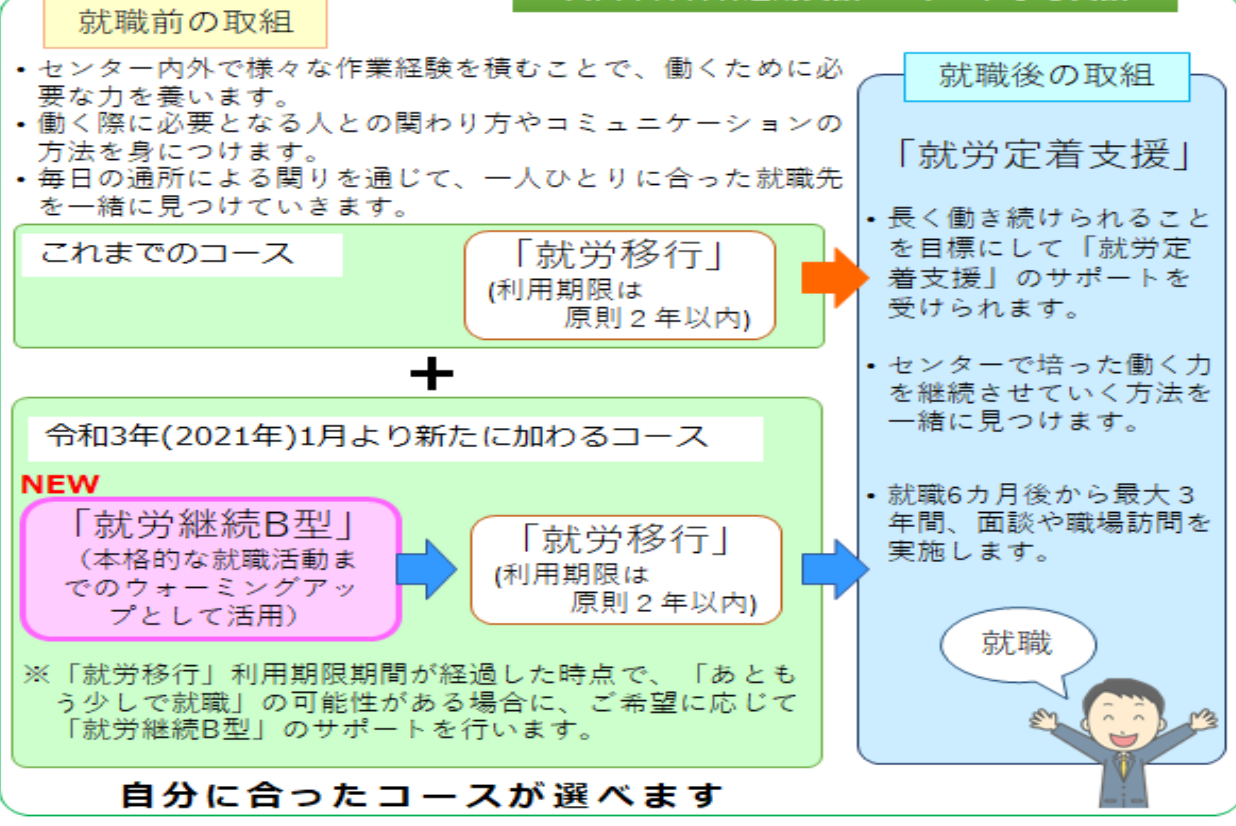 就職前の取組
・センター内外で様々な作業経験を積むことで、働くために必
要な力を養います。
・働く際に必要となる人との関わり方やコミュニケーションの
方法を身につけます。
・毎日の通所による関りを通じて、一人ひとりに合った就職先
を一緒に見つけていきます。
これまでのコース
「就労移行」
(利用期限は
原則２年以内)
＋
令和3年(2021年)1月より新たに加わるコース
NEW
「就労継続B型」
（本格的な就職活動ま
でのウォーミングアッ
プとして活用）
「就労移行」
(利用期限は
原則２年以内)
※「就労移行」利用期限期間が経過した時点で、「あとも
う少しで就職」の可能性がある場合に、ご希望に応じて
「就労継続B型」のサポートを行います。
自分に合ったコースが選べます
就職後の取組
「就労定着支援」
・長く働き続けられること
を目標にして「就労定
着支援」のサポートを
受けられます。
・センターで培った働く力
を継続させていく方法を
一緒に見つけます。
・就職6カ月後から最大３
年間、面談や職場訪問を
実施します。
就職